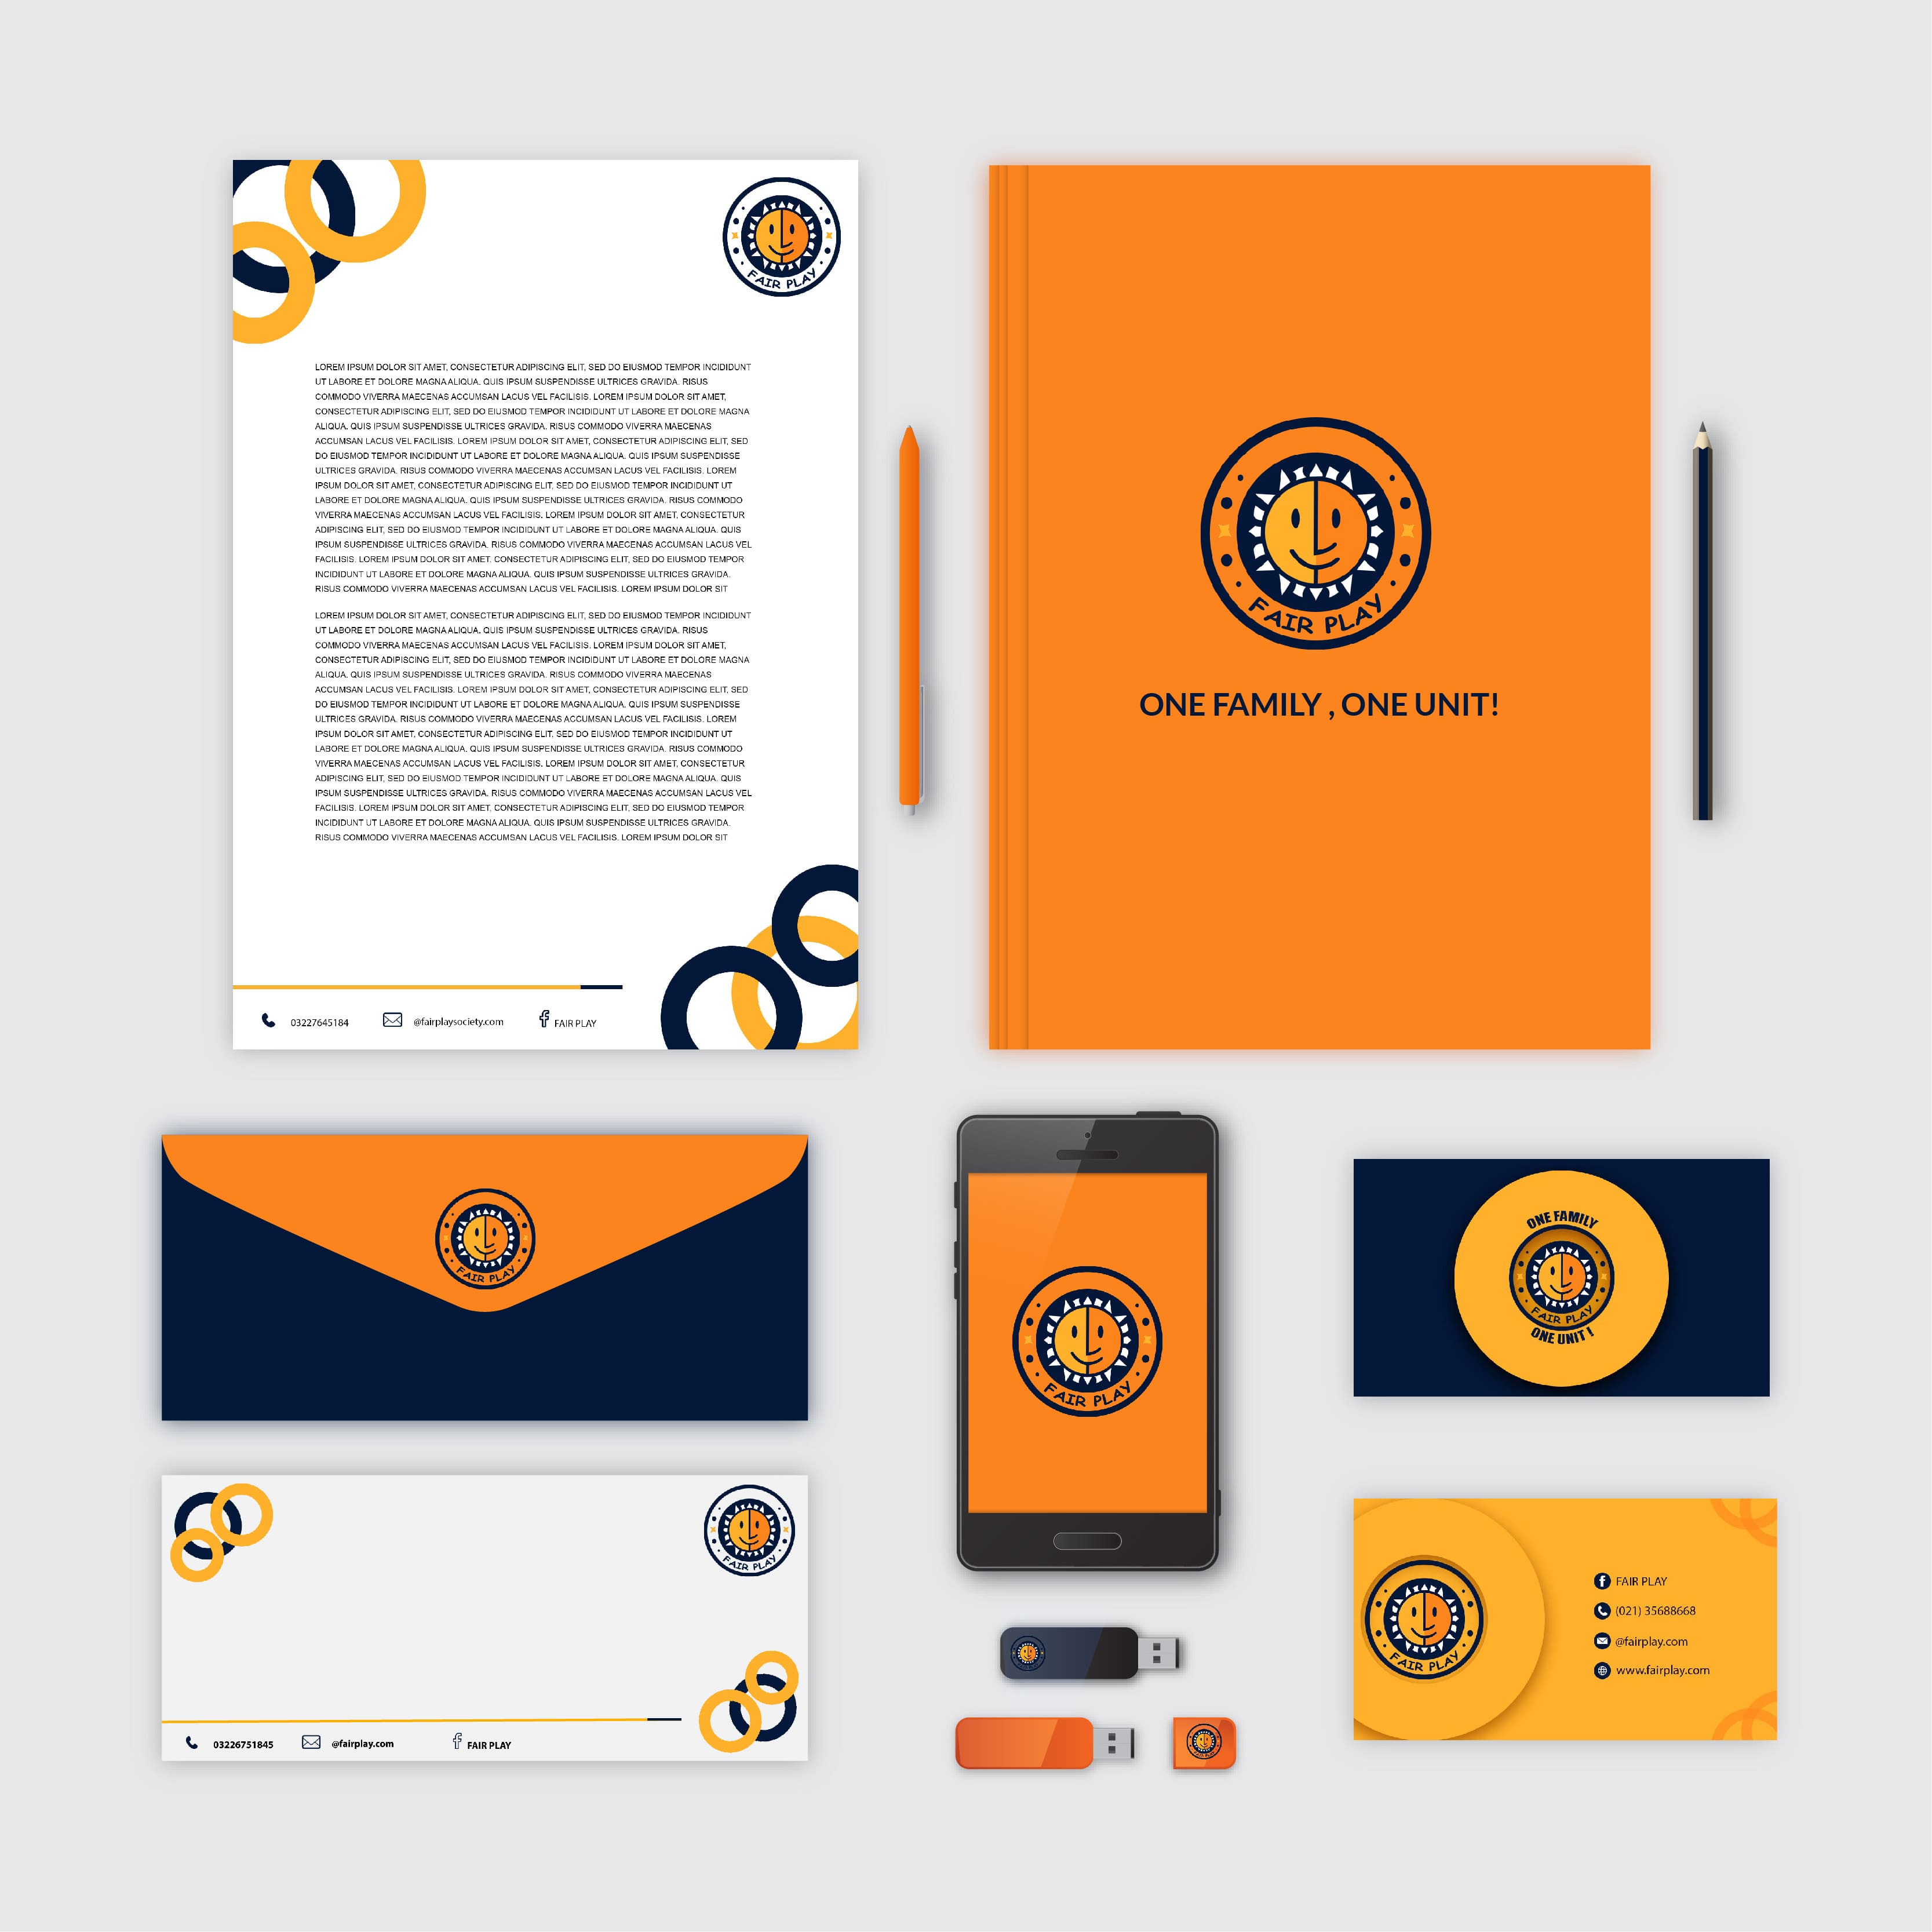 FAIR PLAY
LOREM IPSUM DOLOR SIT AMET, CONSECTETUR ADIPISCING ELIT, SED DO EIUSMOD TEMPOR INCIDIDUNT
UT LABORE ET DOLORE MAGNA ALIQUA. QUIS IPSUM SUSPENDISSE ULTRICES GRAVIDA. RISUS
COMMODO VIVERRA MAECENAS ACCUMSAN LACUS VEL FACILISIS. LOREM IPSUM DOLOR SIT AMET,
CONSECTETUR ADIPISCING ELIT, SED DO EIUSMOD TEMPOR INCIDIDUNT UT LABORE ET DOLORE MAGNA
ALIQUA. QUIS IPSUM SUSPENDISSE ULTRICES GRAVIDA. RISUS COMMODO VIVERRA MAECENAS
ACCUMSAN LACUS VEL FACILISIS. LOREM IPSUM DOLOR SIT AMET, CONSECTETUR ADIPISCING ELIT, SED
DO EIUSMOD TEMPOR INCIDIDUNT UT LABORE ET DOLORE MAGNA ALIQUA. QUIS IPSUM SUSPENDISSE
ULTRICES GRAVIDA. RISUS COMMODO VIVERRA MAECENAS ACCUMSAN LACUS VEL FACILISIS. LOREM
IPSUM DOLOR SIT AMET, CONSECTETUR ADIPISCING ELIT, SED DO EIUSMOD TEMPOR INCIDIDUNT UT
LABORE ET DOLORE MAGNA ALIQUA. QUIS IPSUM SUSPENDISSE ULTRICES GRAVIDA. RISUS COMMODO
VIVERRA MAECENAS ACCUMSAN LACUS VEL FACILISIS. LOREM IPSUM DOLOR SIT AMET, CONSECTETUR
ADIPISCING ELIT, SED DO EIUSMOD TEMPOR INCIDIDUNT UT LABORE ET DOLORE MAGNA ALIQUA. QUIS
IPSUM SUSPENDISSE ULTRICES GRAVIDA. RISUS COMMODO VIVERRA MAECENAS ACCUMSAN LACUS VEL
FACILISIS. LOREM IPSUM DOLOR SIT AMET, CONSECTETUR ADIPISCING ELIT, SED DO EIUSMOD TEMPOR
INCIDIDUNT UT LABORE ET DOLORE MAGNA ALIQUA. QUIS IPSUM SUSPENDISSE ULTRICES GRAVIDA.
RISUS COMMODO VIVERRA MAECENAS ACCUMSAN LACUS VEL FACILISIS. LOREM IPSUM DOLOR SIT
LOREM IPSUM DOLOR SIT AMET, CONSECTETUR ADIPISCING ELIT, SED DO EIUSMOD TEMPOR INCIDIDUNT
UT LABORE ET DOLORE MAGNA ALIQUA. QUIS IPSUM SUSPENDISSE ULTRICES GRAVIDA. RISUS
COMMODO VIVERRA MAECENAS ACCUMSAN LACUS VEL FACILISIS. LOREM IPSUM DOLOR SIT AMET,
CONSECTETUR ADIPISCING ELIT, SED DO EIUSMOD TEMPOR INCIDIDUNT UT LABORE ET DOLORE MAGNA
ALIQUA. QUIS IPSUM SUSPENDISSE ULTRICES GRAVIDA. RISUS COMMODO VIVERRA MAECENAS
ACCUMSAN LACUS VEL FACILISIS. LOREM IPSUM DOLOR SIT AMET, CONSECTETUR ADIPISCING ELIT, SED
DO EIUSMOD TEMPOR INCIDIDUNT UT LABORE ET DOLORE MAGNA ALIQUA. QUIS IPSUM SUSPENDISSE
ULTRICES GRAVIDA. RISUS COMMODO VIVERRA MAECENAS ACCUMSAN LACUS VEL FACILISIS. LOREM
IPSUM DOLOR SIT AMET, CONSECTETUR ADIPISCING ELIT, SED DO EIUSMOD TEMPOR INCIDIDUNT UT
LABORE ET DOLORE MAGNA ALIQUA. QUIS IPSUM SUSPENDISSE ULTRICES GRAVIDA. RISUS COMMODO
VIVERRA MAECENAS ACCUMSAN LACUS VEL FACILISIS. LOREM IPSUM DOLOR SIT AMET, CONSECTETUR
ADIPISCING ELIT, SED DO EIUSMOD TEMPOR INCIDIDUNT UT LABORE ET DOLORE MAGNA ALIQUA. QUIS
IPSUM SUSPENDISSE ULTRICES GRAVIDA. RISUS COMMODO VIVERRA MAECENAS ACCUMSAN LACUS VEL
FACILISIS. LOREM IPSUM DOLOR SIT AMET, CONSECTETUR ADIPISCING ELIT, SED DO EIUSMOD TEMPOR
INCIDIDUNT UT LABORE ET DOLORE MAGNA ALIQUA. QUIS IPSUM SUSPENDISSE ULTRICES GRAVIDA.
RISUS COMMODO VIVERRA MAECENAS ACCUMSAN LACUS VEL FACILISIS. LOREM IPSUM DOLOR SIT
03227645184 @fairplaysociety.com FAIR PLAY
FAIR PLAY
ONE FAMILY , ONE UNIT!
FAIR PLAY
FAIR PLAY
03226751845 @fairplay.com FAIR PLAY
FAIR PLAY
ONE FAMILY
FAIR PLAY
ONE UNIT !
FAIR PLAY
FAIR PLAY
(021) 35688668
@fairplay.com
www.fairplay.com